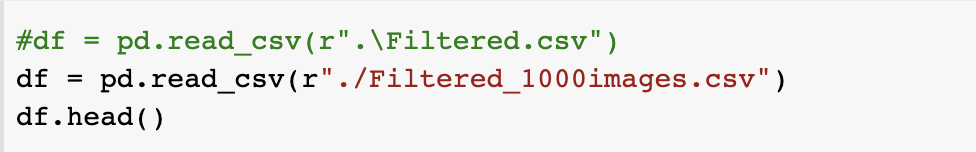 #df = pd.read_csv(r".\Filtered.csv")
df = pd.read_csv(r"./Filtered_1000images.csv")
df.head()